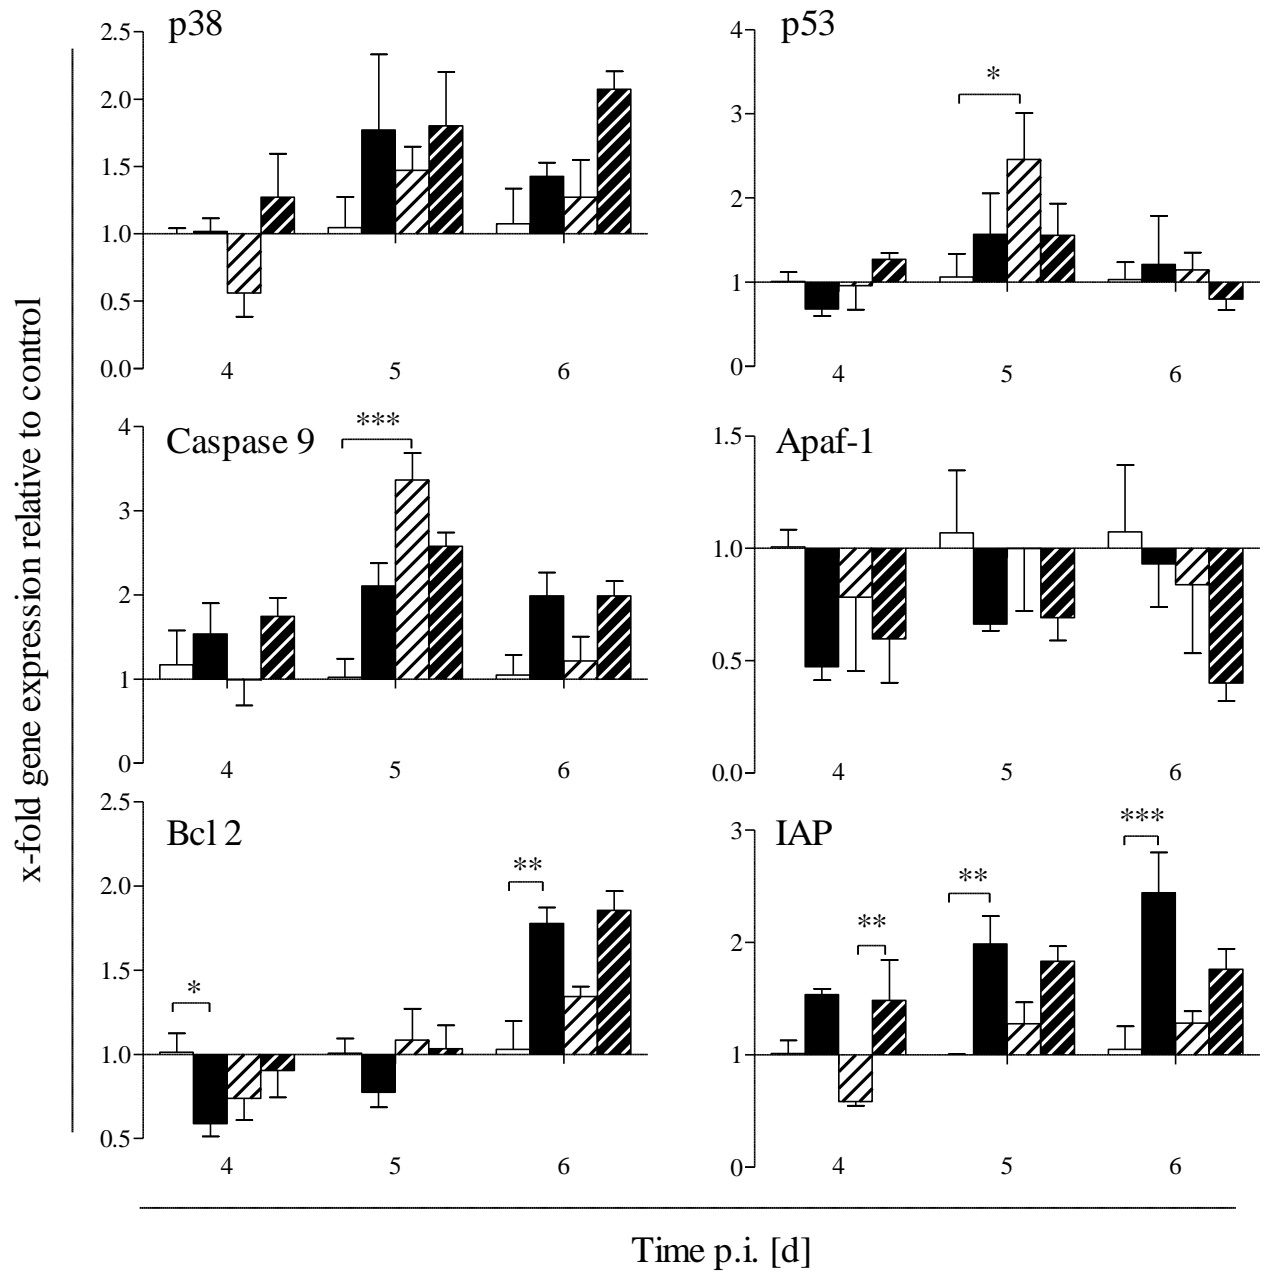 p38
2.5
2.0
1.5
1.0
0.5
0.0
4 5 6
p53
*
4
3
2
1
0
4 5 6
Caspase 9
***
4
3
2
1
0
4 5 6
Apaf-1
1.5
1.0
0.5
0.0
4 5 6
Bcl 2
* **
2.5
2.0
1.5
1.0
0.5
4 5 6
IAP
** ** ***
3
2
1
0
4 5 6
x-fold gene expression relative to control
Time p.i. [d]